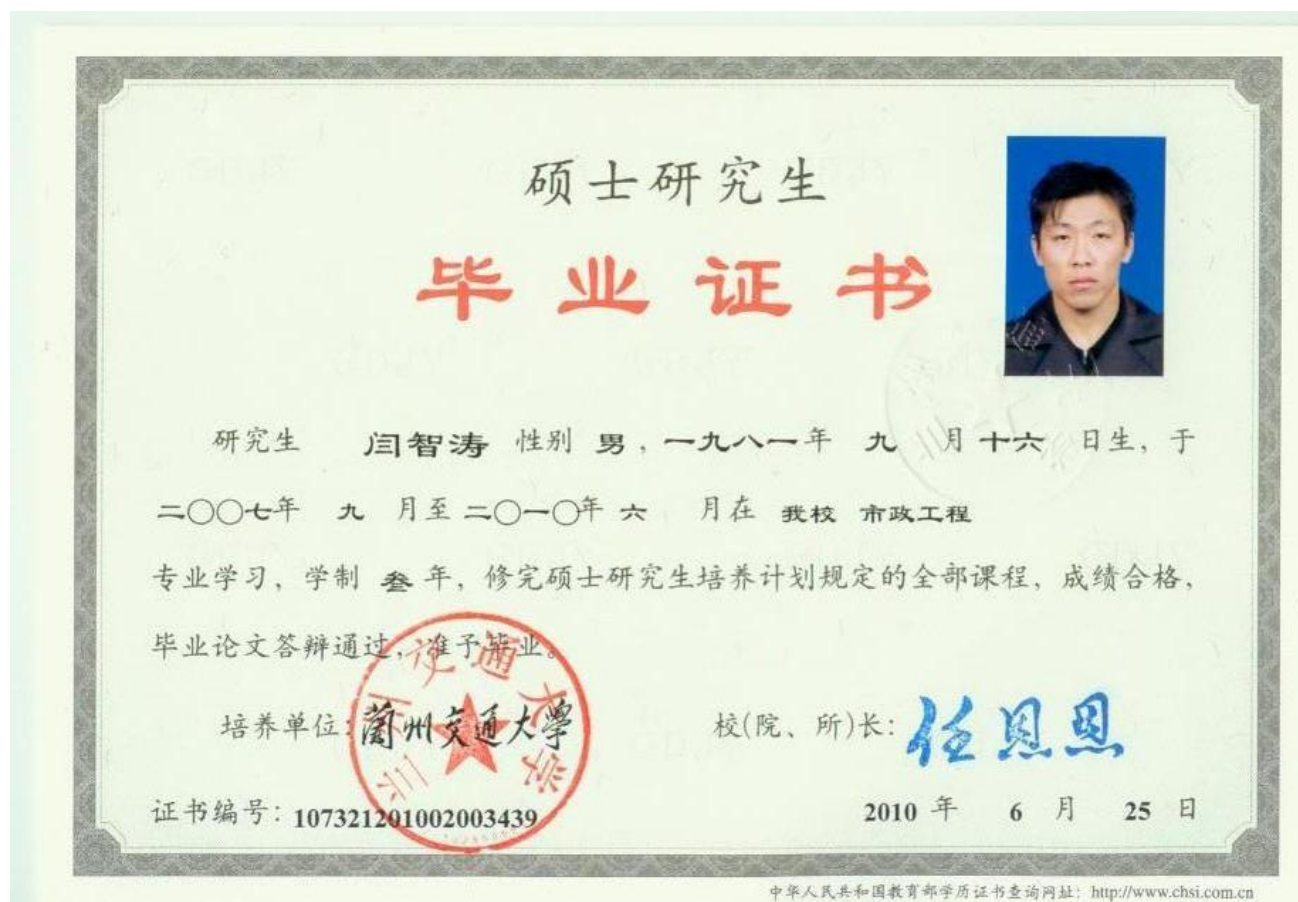 硕士研究生
毕业证书
研究生 闫智涛 性别 男，一九八一年 九 月 十六 日生，于
二〇〇七年 九 月至 二〇一〇年 六 月在 我校 市政工程
专业学习，学制 叁 年，修完硕士研究生培养计划规定的全部课程，成绩合格，
毕业论文答辩通过，准予毕业。
兰州交通大学
培养单位：蘭州交通大學 校(院、所)长：任恩恩
证书编号：107321201002003439 2010 年 6 月 25 日
中华人民共和国教育部学历证书查询网址：http://www.chsi.com.cn